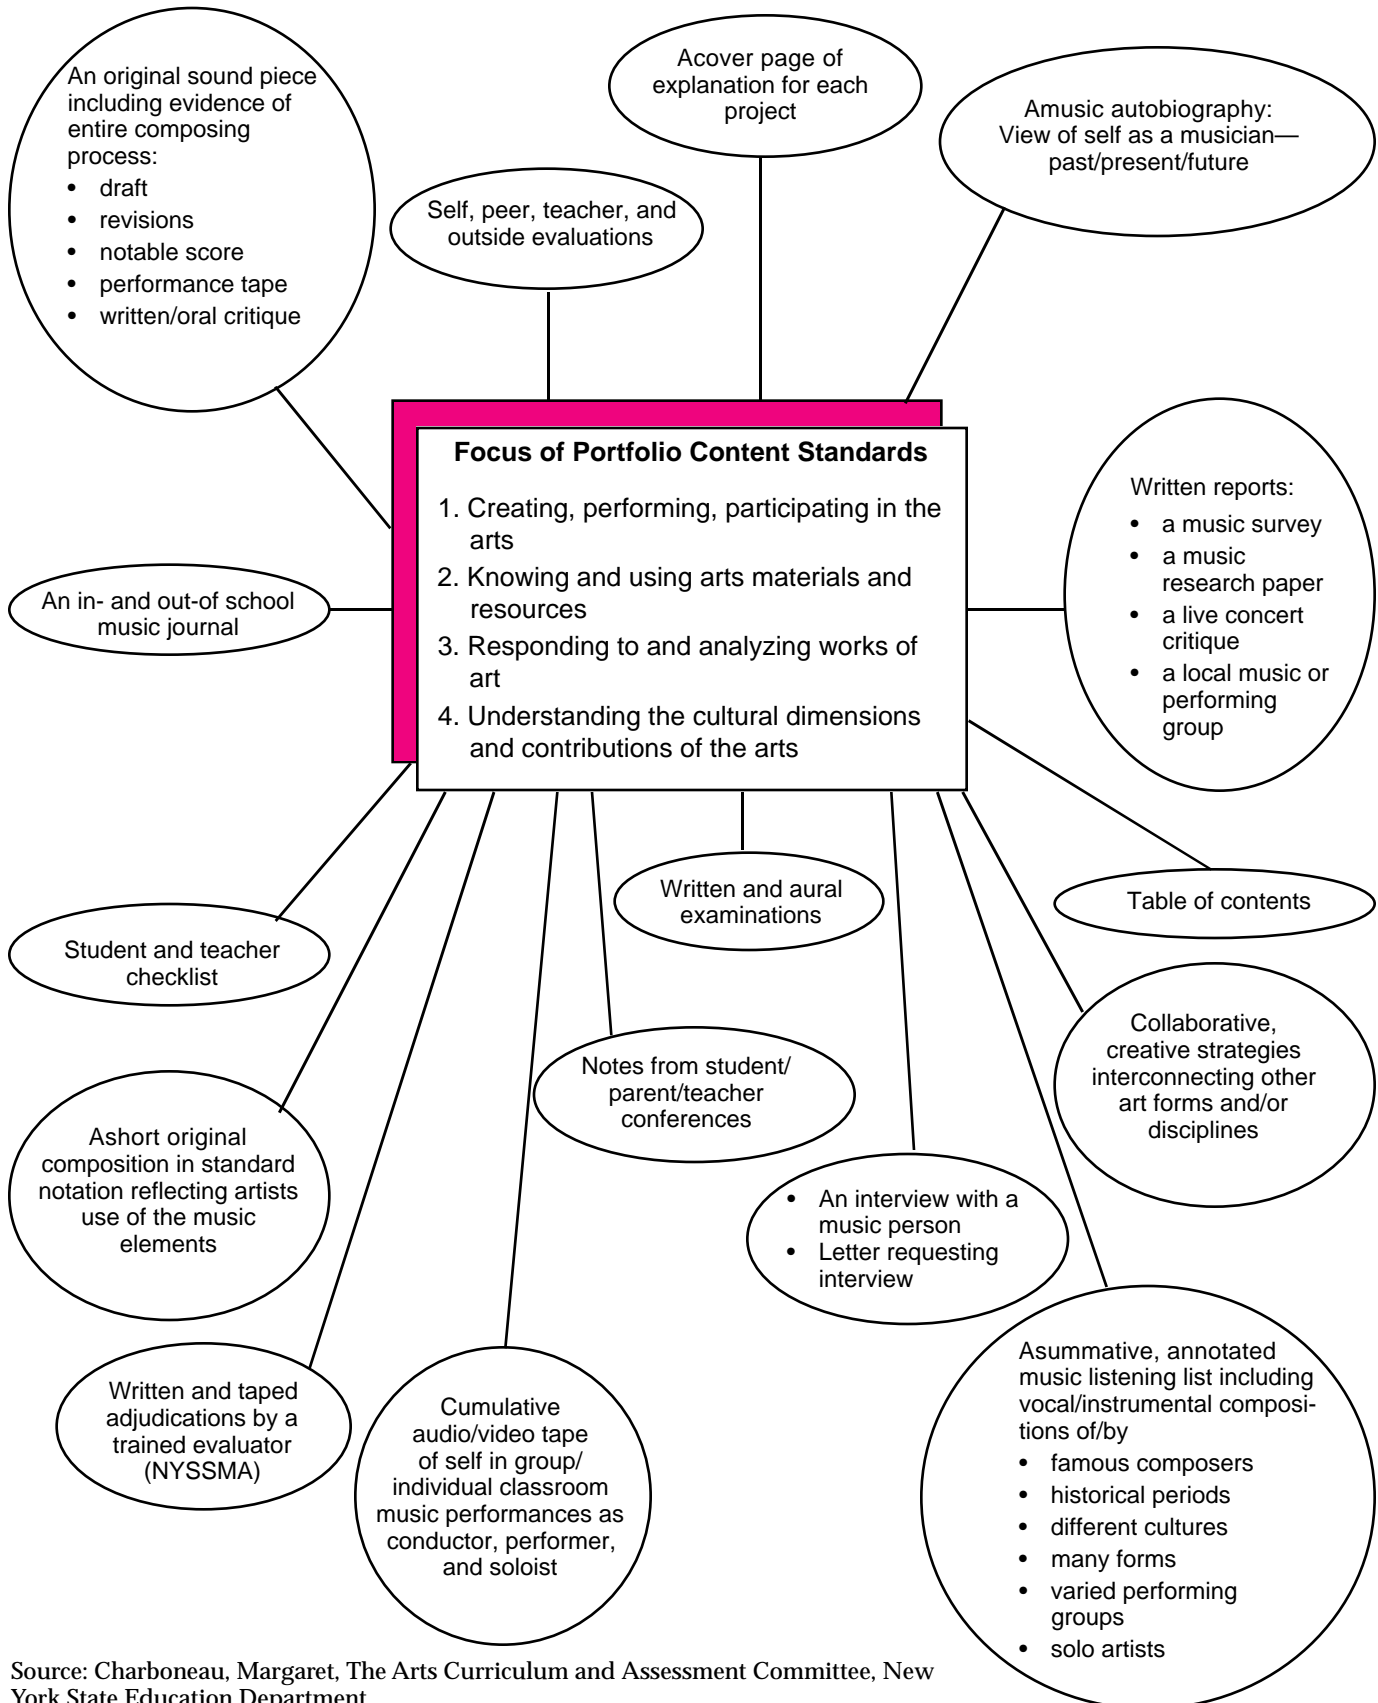 An original sound piece
including evidence of
entire composing
process:
• draft
• revisions
• notable score
• performance tape
• written/oral critique
Self, peer, teacher, and
outside evaluations
Acover page of
explanation for each
project
Amusic autobiography:
View of self as a musician—
past/present/future
Focus of Portfolio Content Standards
1. Creating, performing, participating in the
arts
2. Knowing and using arts materials and
resources
3. Responding to and analyzing works of
art
4. Understanding the cultural dimensions
and contributions of the arts
An in- and out-of school
music journal
Written reports:
• a music survey
• a music
research paper
• a live concert
critique
• a local music or
performing
group
Student and teacher
checklist
Written and aural
examinations
Table of contents
Ashort original
composition in standard
notation reflecting artists
use of the music
elements
Notes from student/
parent/teacher
conferences
Collaborative,
creative strategies
interconnecting other
art forms and/or
disciplines
• An interview with a
music person
• Letter requesting
interview
Written and taped
adjudications by a
trained evaluator
(NYSSMA)
Cumulative
audio/video tape
of self in group/
individual classroom
music performances as
conductor, performer,
and soloist
Asummative, annotated
music listening list including
vocal/instrumental composi-
tions of/by
• famous composers
• historical periods
• different cultures
• many forms
• varied performing
groups
• solo artists
Source: Charboneau, Margaret, The Arts Curriculum and Assessment Committee, New
York State Education Department